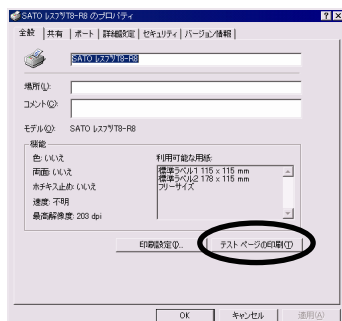 SATO レスプリT8-R8 のプロパティ
全般 共有 ポート 詳細設定 セキュリティ バージョン情報
SATO レスプリT8-R8
場所(L):
コメント(C):
モデル(O): SATO レスプリT8-R8
機能
色: いいえ
両面: いいえ
ホチキス止め: いいえ
速度: 不明
最高解像度: 203 dpi
利用可能な用紙:
標準ラベル1 115 x 115 mm
標準ラベル2 178 x 115 mm
フリーサイズ
印刷設定(I)... テスト ページの印刷(T)
OK キャンセル 適用(A)